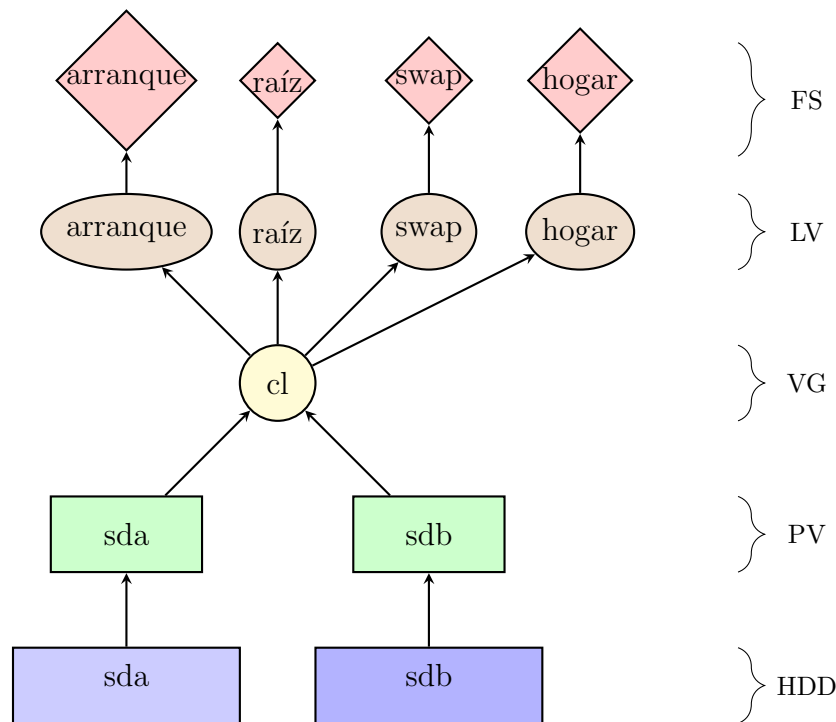 arranque raíz swap hogar FS
arranque raíz swap hogar LV
cl VG
sda sdb PV
sda sdb HDD